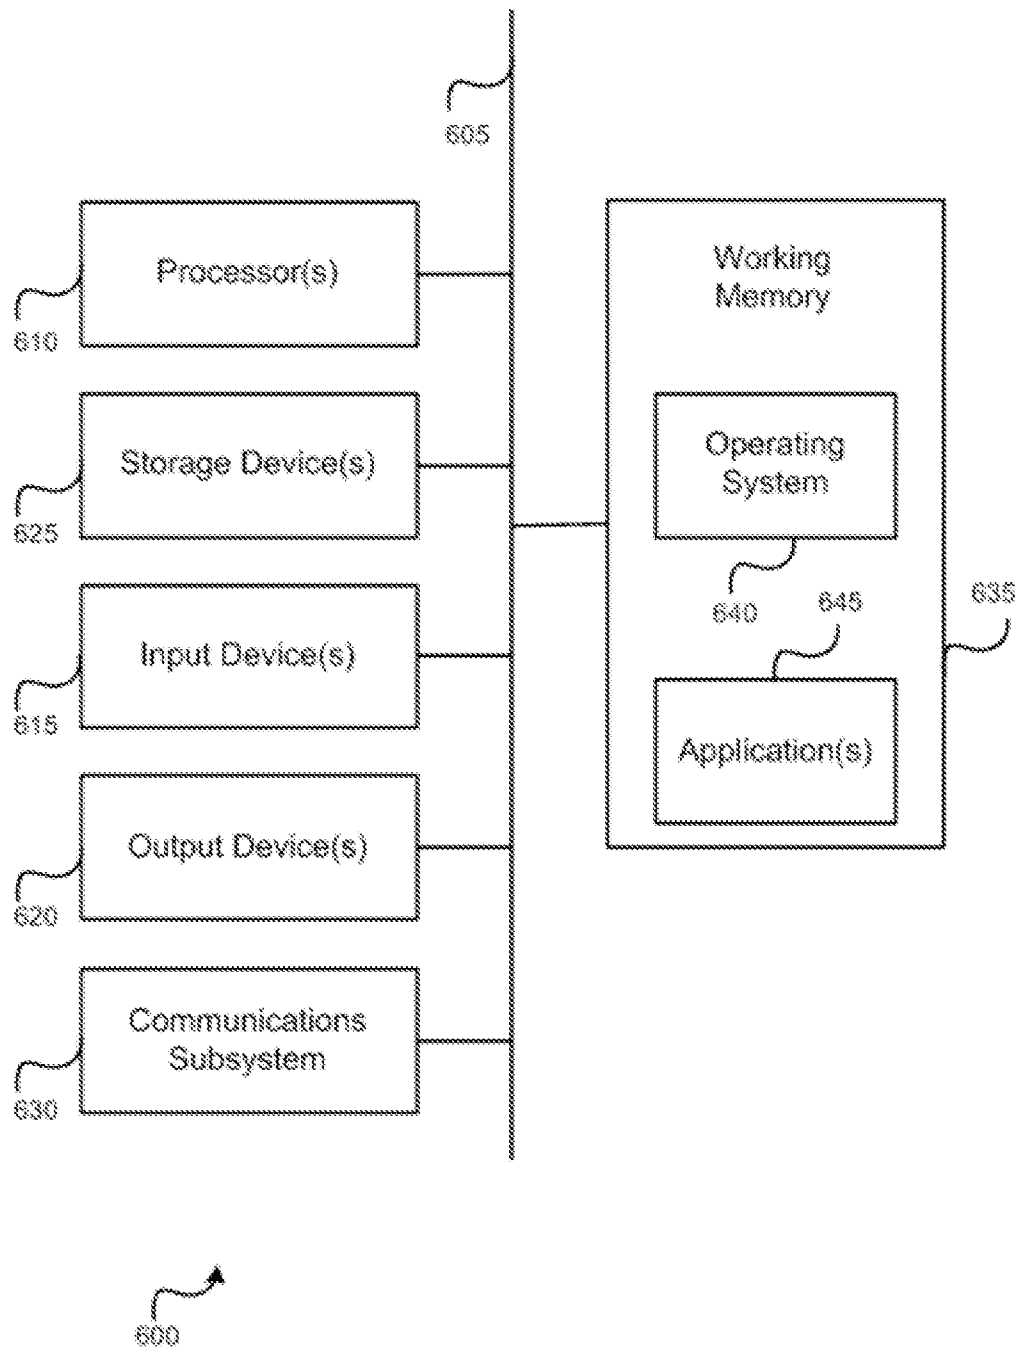 605
Processor(s)
610
Storage Device(s)
625
Input Device(s)
615
Output Device(s)
620
Communications
Subsystem
630
Working
Memory
Operating
System
640
645
635
Application(s)
600